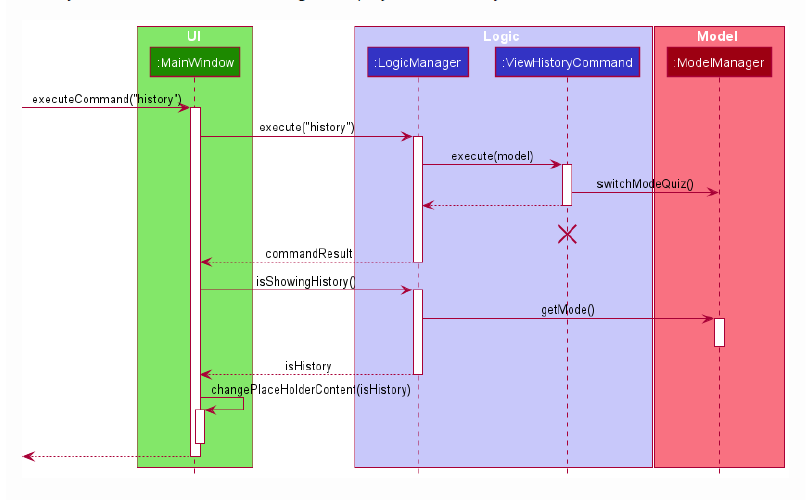 UI
Logic
Model
:MainWindow
:LogicManager
:ViewHistoryCommand
:ModelManager
executeCommand("history")
execute("history")
execute(model)
switchModeQuiz()
commandResult
isShowingHistory()
getMode()
isHistory
changePlaceHolderContent(isHistory)